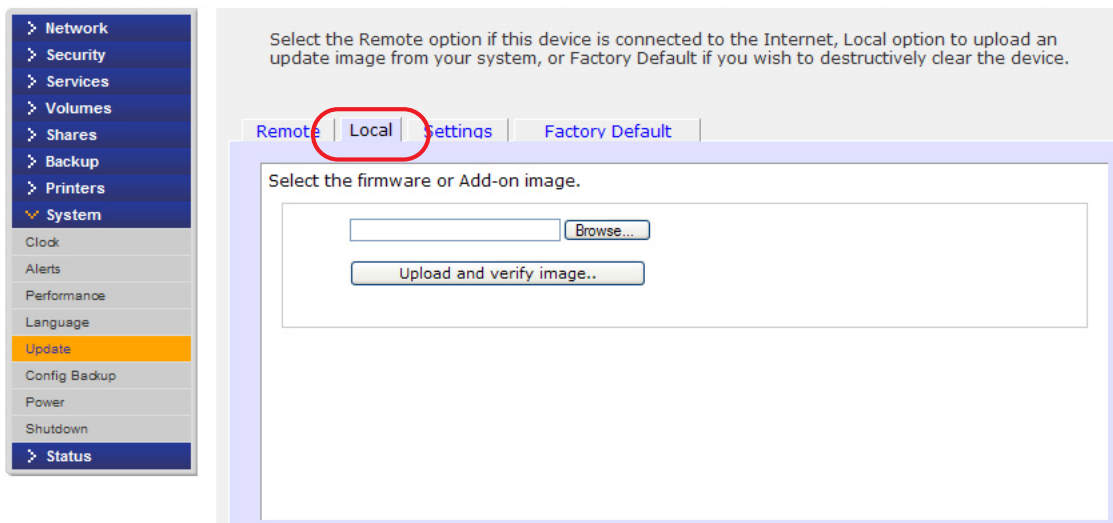 Network
Security
Services
Volumes
Shares
Backup
Printers
System
Clock
Alerts
Performance
Language
Update
Config Backup
Power
Shutdown
Status
Select the Remote option if this device is connected to the Internet, Local option to upload an
update image from your system, or Factory Default if you wish to destructively clear the device.
Remote Local Settings Factory Default
Select the firmware or Add-on image.
Browse...
Upload and verify image..